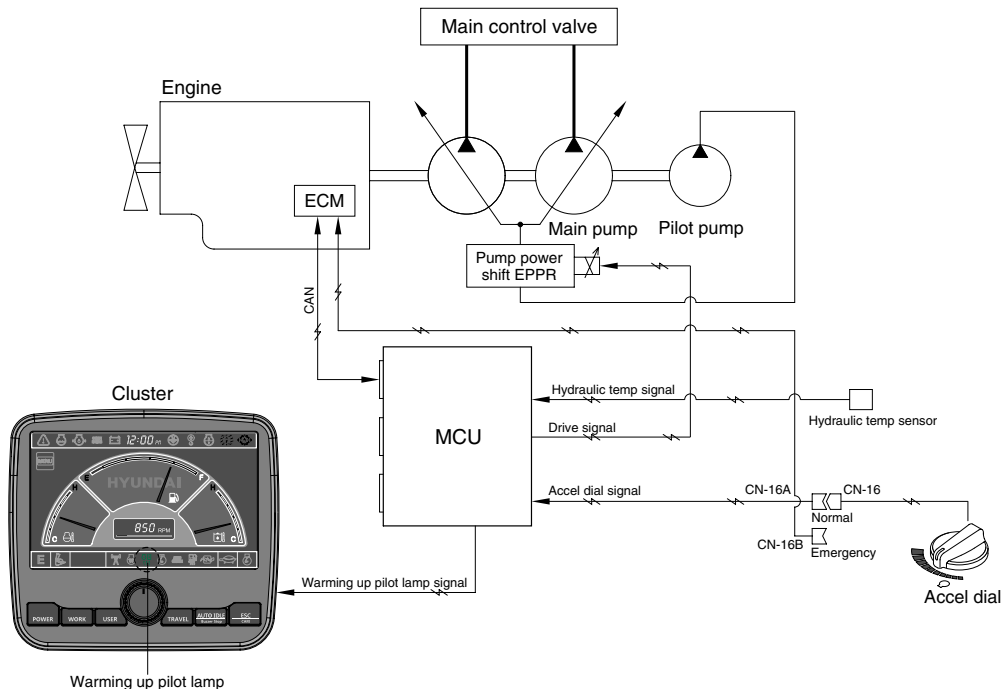 Main control valve
Engine
ECM
Main pump
Pilot pump
Pump power
shift EPPR
CAN
Cluster
MCU
Hydraulic temp signal
Hydraulic temp sensor
Drive signal
Accel dial signal
CN-16A
CN-16
Normal
CN-16B
Emergency
Accel dial
Warming up pilot lamp signal
12:00
MENU
E
F
H
H
HYUNDAI
850 RPM
C
C
E
POWER
WORK
USER
TRAVEL
AUTO IDLE
Buzzer Stop
ESC
CAM
Warming up pilot lamp